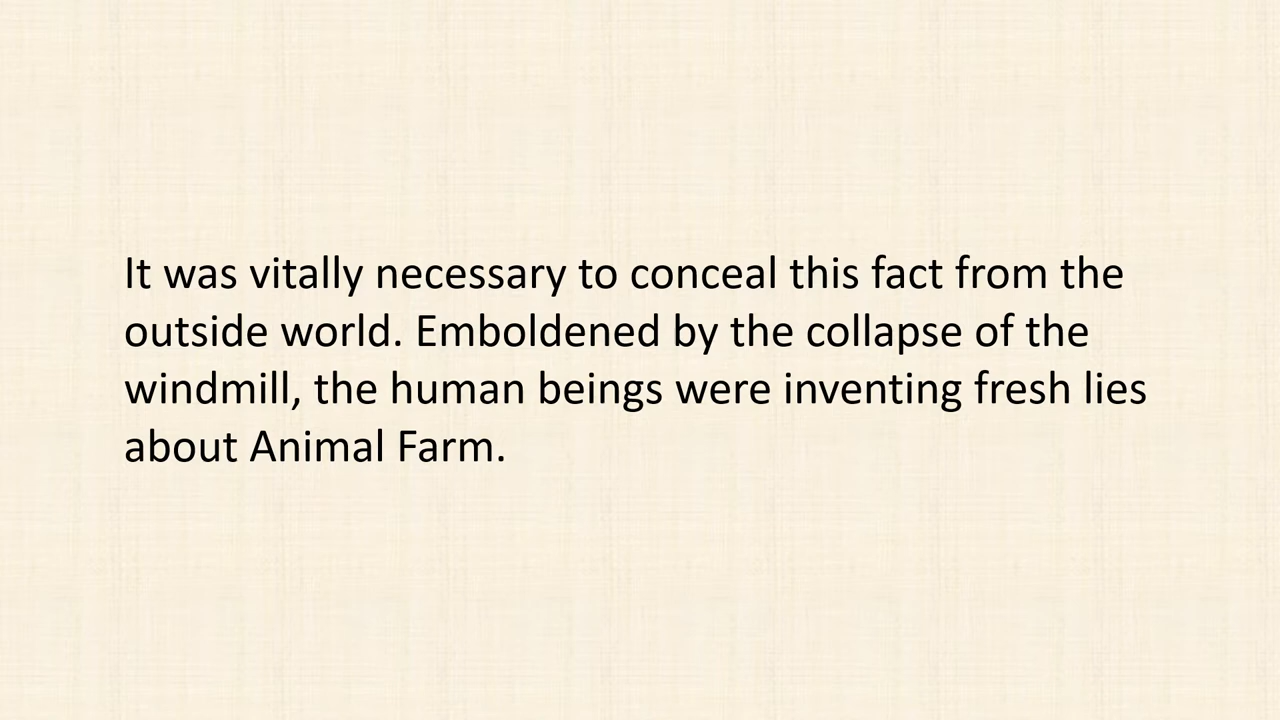 It was vitally necessary to conceal this fact from the
outside world. Emboldened by the collapse of the
windmill, the human beings were inventing fresh lies
about Animal Farm.